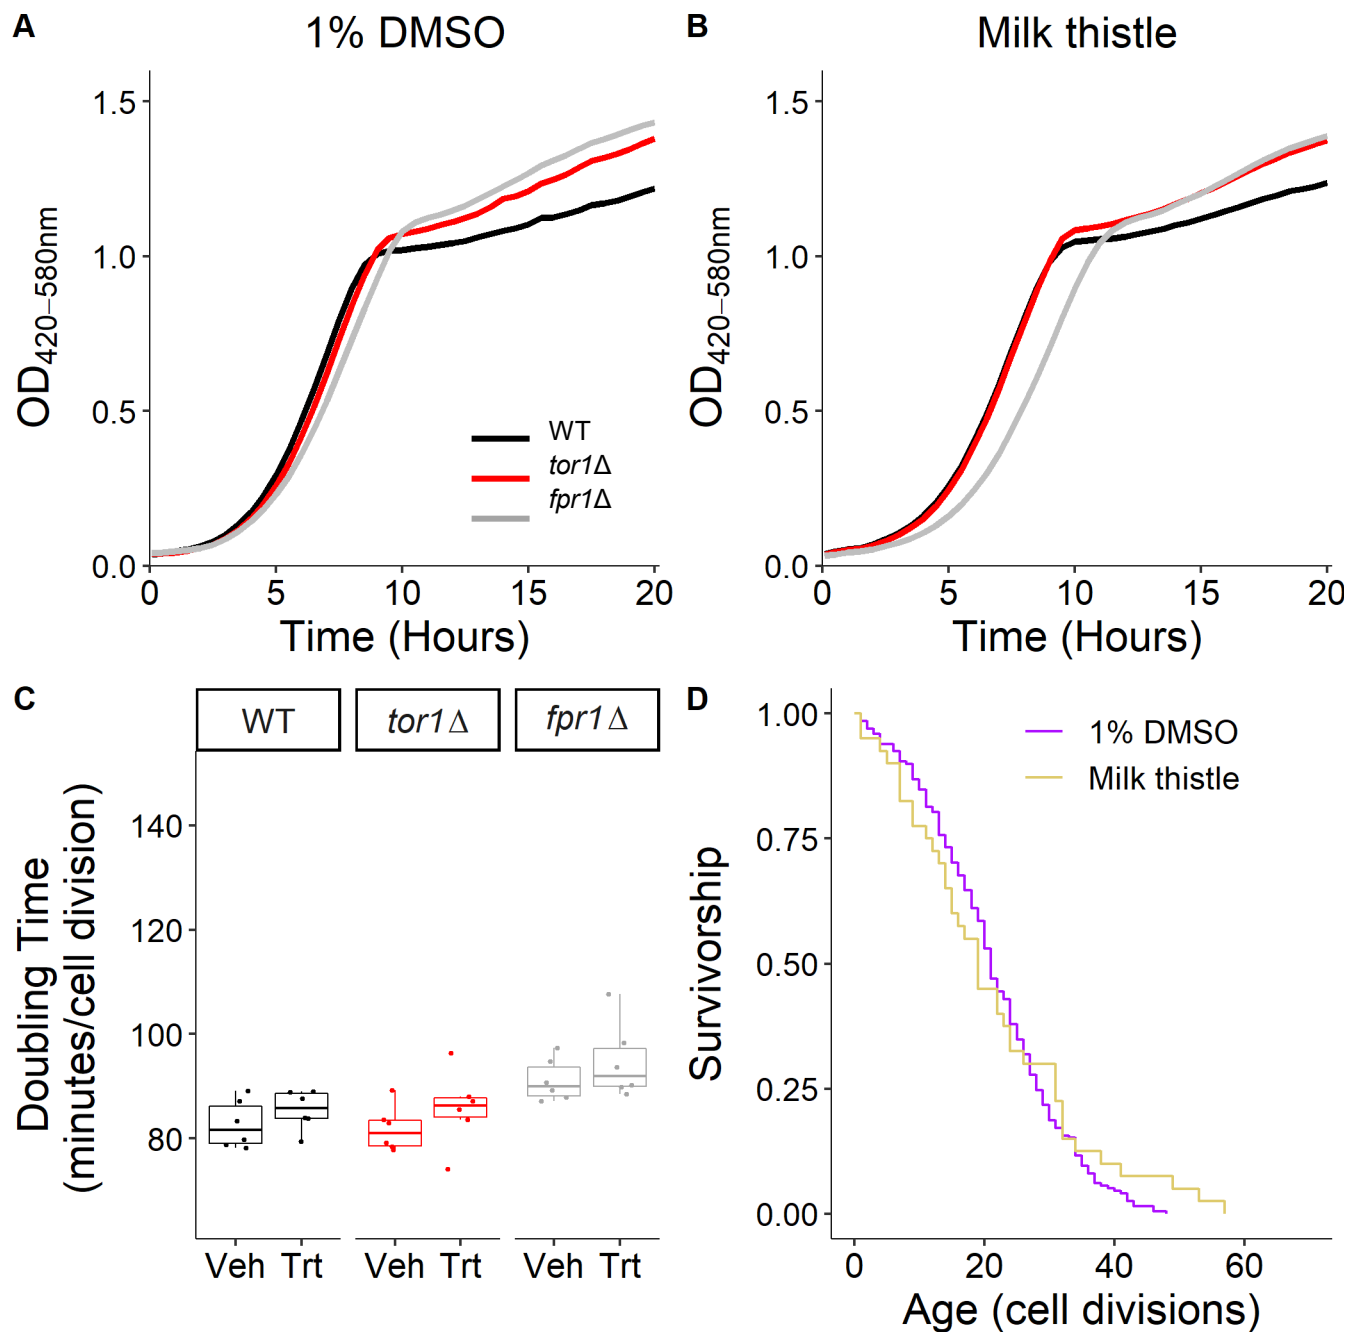 A
1% DMSO
1.5
1.0
0.5
0.0
0
5
10
15
20
OD420−580nm
Time (Hours)
WT
tor1Δ
fpr1Δ
B
Milk thistle
1.5
1.0
0.5
0.0
0
5
10
15
20
OD420−580nm
Time (Hours)
C
WT
tor1Δ
fpr1Δ
Doubling Time
(minutes/cell division)
140
120
100
80
Veh Trt
Veh Trt
Veh Trt
D
1.00
0.75
0.50
0.25
0.00
Survivorship
1% DMSO
Milk thistle
0
20
40
60
Age (cell divisions)